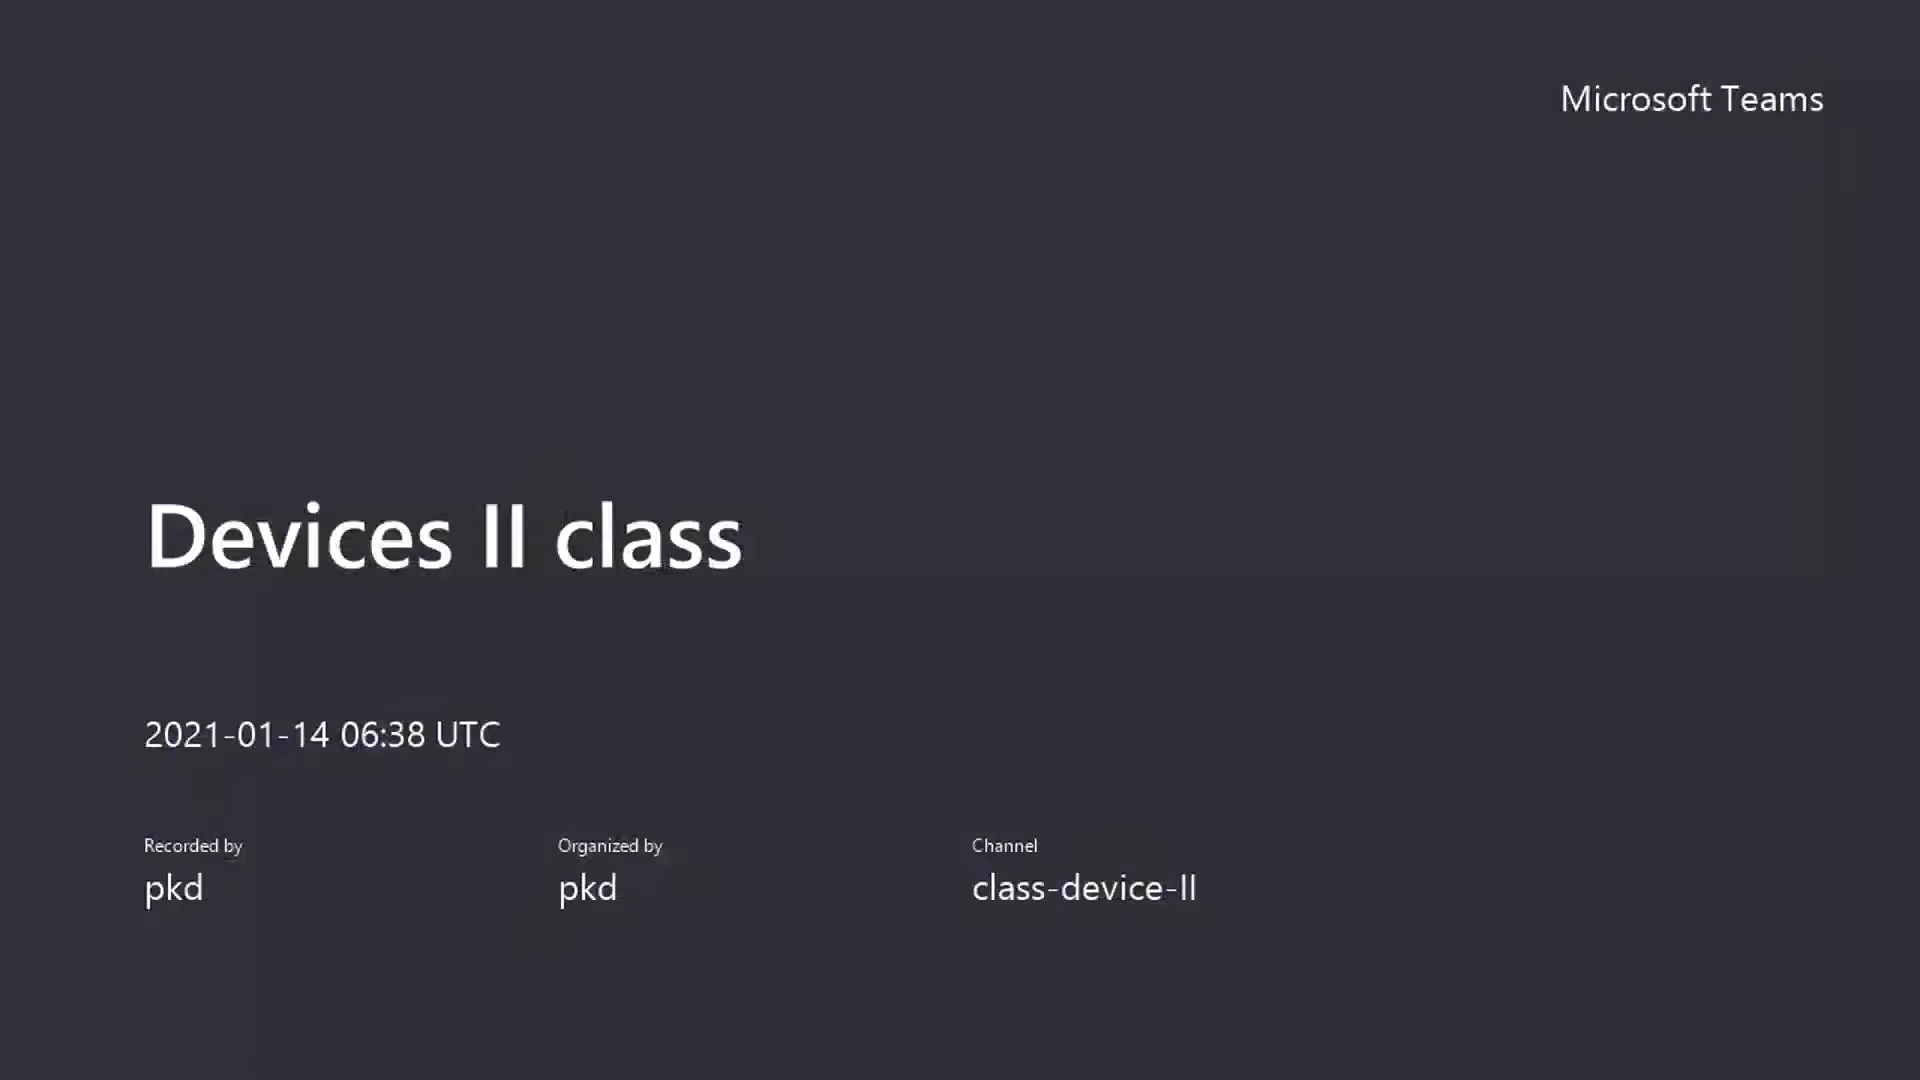 Microsoft Teams
Devices II class
2021-01-14 06:38 UTC
Recorded by
pkd
Organized by
pkd
Channel
class-device-II